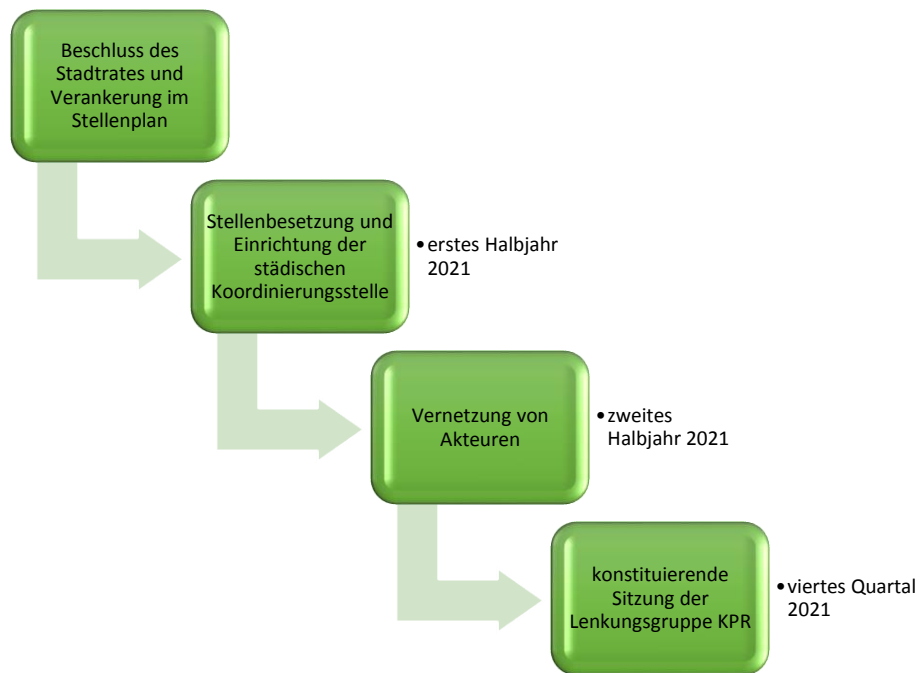 Beschluss des
Stadtrates und
Verankerung im
Stellenplan
Stellenbesetzung und
Einrichtung der
städischen
Koordinierungsstelle
•erstes Halbjahr
2021
Vernetzung von
Akteuren
•zweites
Halbjahr 2021
konstituierende
Sitzung der
Lenkungsgruppe KPR
•viertes Quartal
2021